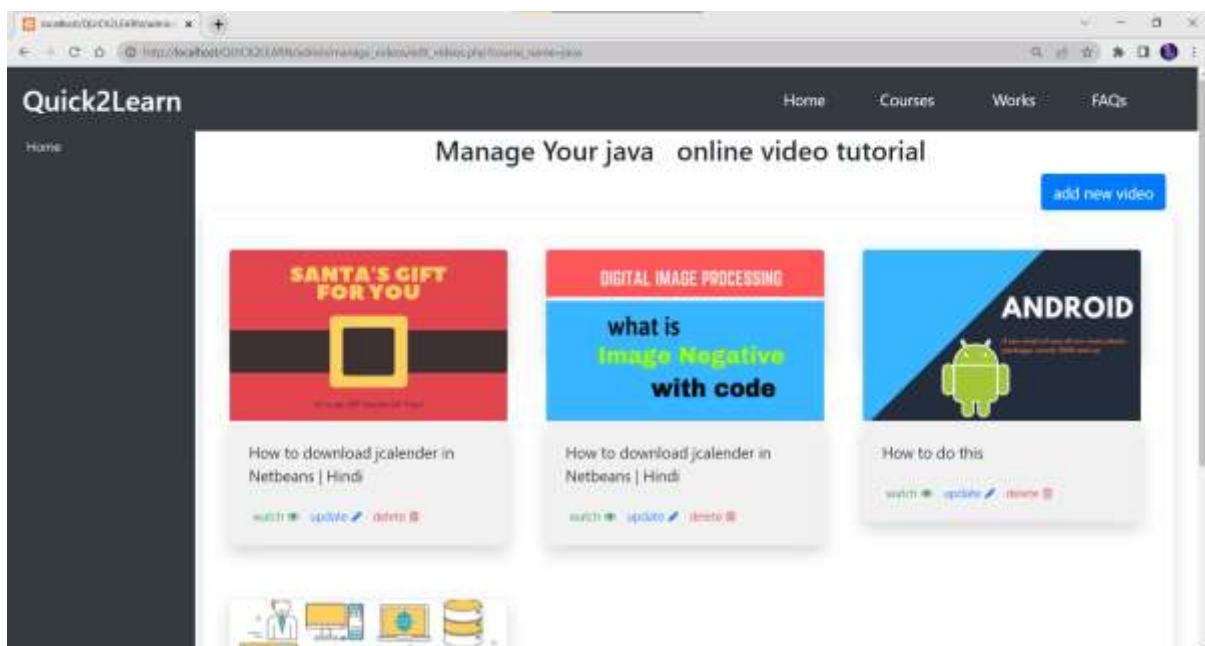 Quick2Learn
Home Courses Works FAQs
Home
Manage Your java online video tutorial
add new video
SANTA'S GIFT
FOR YOU
How to download jcalender in
Netbeans | Hindi
watch update delete
DIGITAL IMAGE PROCESSING
what is
Image Negative
with code
How to download jcalender in
Netbeans | Hindi
watch update delete
ANDROID
How to do this
watch update delete